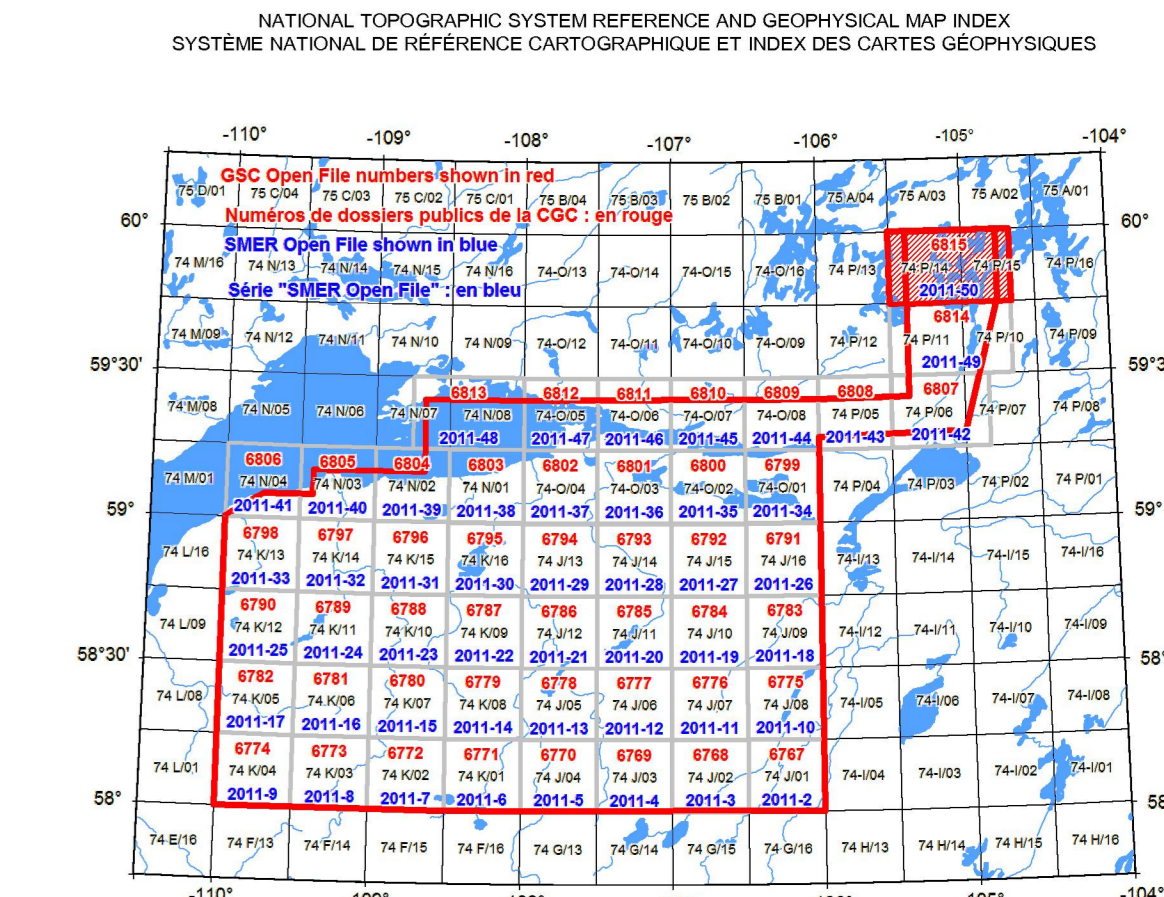 NATIONAL TOPOGRAPHIC SYSTEM REFERENCE AND GEOPHYSICAL MAP INDEX
SYSTÈME NATIONAL DE RÉFÉRENCE CARTOGRAPHIQUE ET INDEX DES CARTES GÉOPHYSIQUES
-110° -109° -108° -107° -106° -105° -104°
GSC Open File numbers shown in red
75 D/01 75 C/04 75 C/03 75 C/02 75 C/01 75 B/04 75 B/03 75 B/02 75 B/01 75 A/04 75 A/03 75 A/02 75 A/01
Numéros de dossiers publics de la CGC : en rouge
60° 60°
SMER Open File shown in blue
6815
74 M/16 74 N/13 74 N/14 74 N/15 74 N/16 74-O/13 74-O/14 74-O/15 74-O/16 74 P/13 74 P/14 74 P/15 74 P/16
Série "SMER Open File" : en bleu
2011-50
6814
74 M/09 74 N/12 74 N/11 74 N/10 74 N/09 74-O/12 74-O/11 74-O/10 74-O/09 74 P/12 74 P/11 74 P/10 74 P/09
59°30' 2011-49
6813 6812 6811 6810 6809 6808 6807
74 M/08 74 N/05 74 N/06 74 N/07 74 N/08 74-O/05 74-O/06 74-O/07 74-O/08 74 P/05 74 P/06 74 P/07 74 P/08
2011-48 2011-47 2011-46 2011-45 2011-44 2011-43 2011-42
6806 6805 6804 6803 6802 6801 6800 6799
74 M/01 74 N/04 74 N/03 74 N/02 74 N/01 74-O/04 74-O/03 74-O/02 74-O/01 74 P/04 74 P/03 74 P/02 74 P/01
59° 2011-41 2011-40 2011-39 2011-38 2011-37 2011-36 2011-35 2011-34 59°
6798 6797 6796 6795 6794 6793 6792 6791
74 L/16 74 K/13 74 K/14 74 K/15 74 K/16 74 J/13 74 J/14 74 J/15 74 J/16 74-I/13 74-I/14 74-I/15 74-I/16
2011-33 2011-32 2011-31 2011-30 2011-29 2011-28 2011-27 2011-26
6790 6789 6788 6787 6786 6785 6784 6783
74 L/09 74 K/12 74 K/11 74 K/10 74 K/09 74 J/12 74 J/11 74 J/10 74 J/09 74-I/12 74-I/11 74-I/10 74-I/09
58°30' 2011-25 2011-24 2011-23 2011-22 2011-21 2011-20 2011-19 2011-18
6782 6781 6780 6779 6778 6777 6776 6775
74 L/08 74 K/05 74 K/06 74 K/07 74 K/08 74 J/05 74 J/06 74 J/07 74 J/08 74-I/05 74-I/06 74-I/07 74-I/08
2011-17 2011-16 2011-15 2011-14 2011-13 2011-12 2011-11 2011-10
6774 6773 6772 6771 6770 6769 6768 6767
74 L/01 74 K/04 74 K/03 74 K/02 74 K/01 74 J/04 74 J/03 74 J/02 74 J/01 74-I/04 74-I/03 74-I/02 74-I/01
58° 2011-9 2011-8 2011-7 2011-6 2011-5 2011-4 2011-3 2011-2
74 E/16 74 F/13 74 F/14 74 F/15 74 F/16 74 G/13 74 G/14 74 G/15 74 G/16 74 H/13 74 H/14 74 H/15 74 H/16
-110° -104°